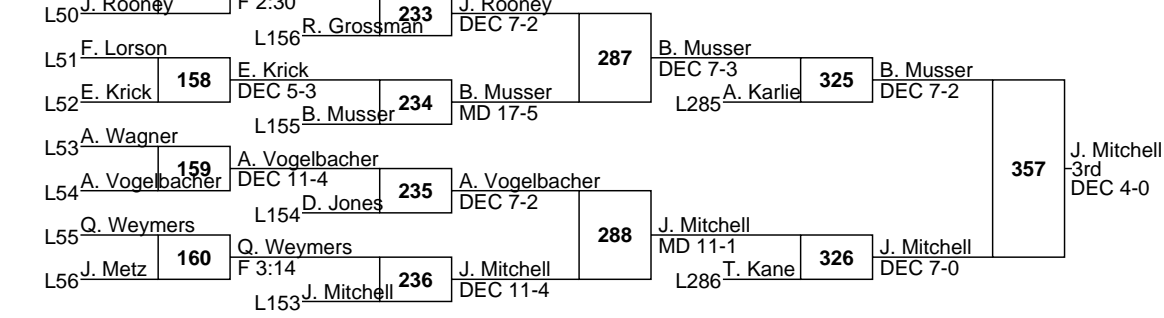 L50 J. Rooney
F 2:30
L156 R. Grossman
233
J. Rooney
DEC 7-2
L51 F. Lorson
L52 E. Krick
158
E. Krick
DEC 5-3
L155 B. Musser
234
B. Musser
MD 17-5
287
B. Musser
DEC 7-3
L285 A. Karlie
325
B. Musser
DEC 7-2
L53 A. Wagner
L54 A. Vogelbacher
159
A. Vogelbacher
DEC 11-4
L154 D. Jones
235
A. Vogelbacher
DEC 7-2
L55 Q. Weymers
L56 J. Metz
160
Q. Weymers
F 3:14
L153 J. Mitchell
236
J. Mitchell
DEC 11-4
288
J. Mitchell
MD 11-1
L286 T. Kane
326
J. Mitchell
DEC 7-0
357
J. Mitchell
3rd
DEC 4-0